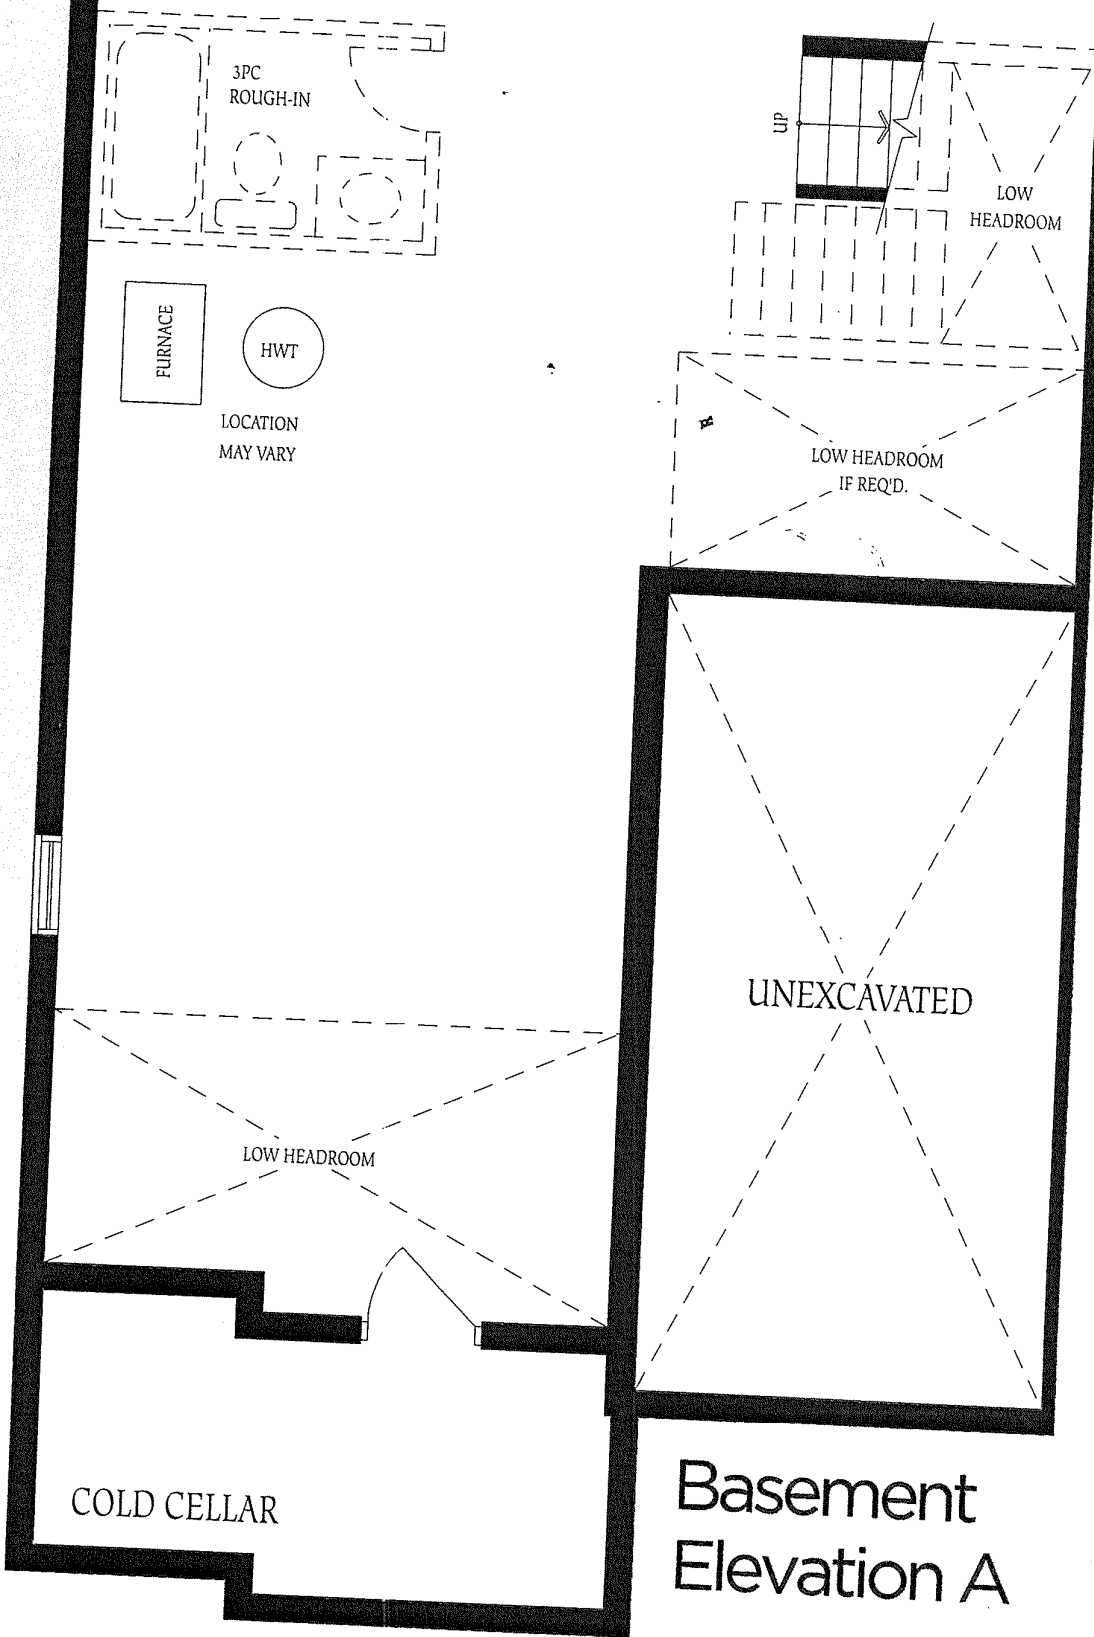 3PC
ROUGH-IN
UP
LOW
HEADROOM
FURNACE
HWT
LOCATION
MAY VARY
LOW HEADROOM
IF REQ'D.
UNEXCAVATED
LOW HEADROOM
COLD CELLAR
Basement
Elevation A